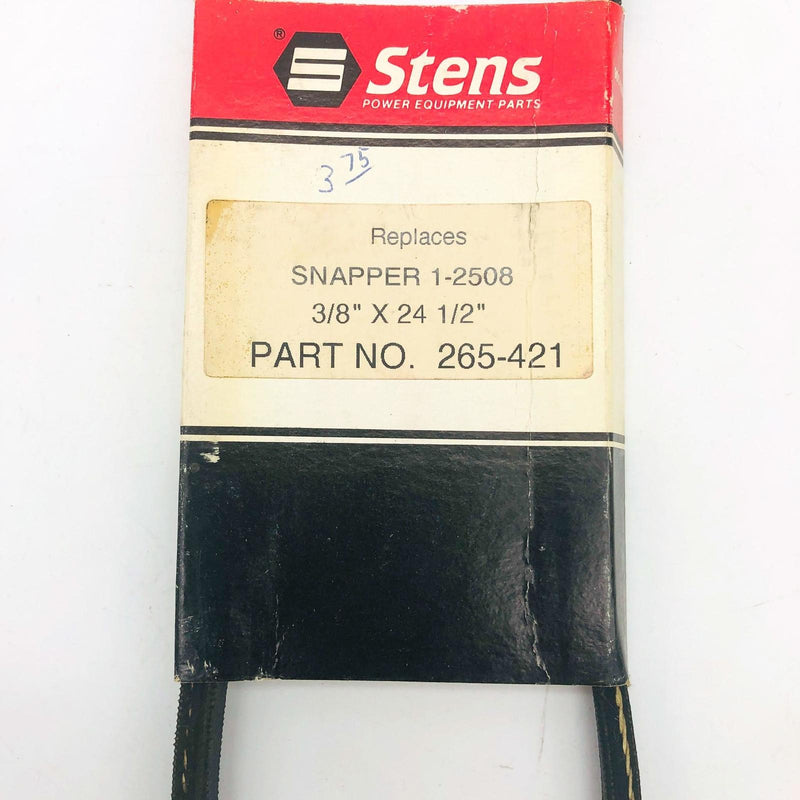 ® Stens
POWER EQUIPMENT PARTS
3 75
Replaces
SNAPPER 1-2508
3/8" X 24 1/2"
PART NO. 265-421